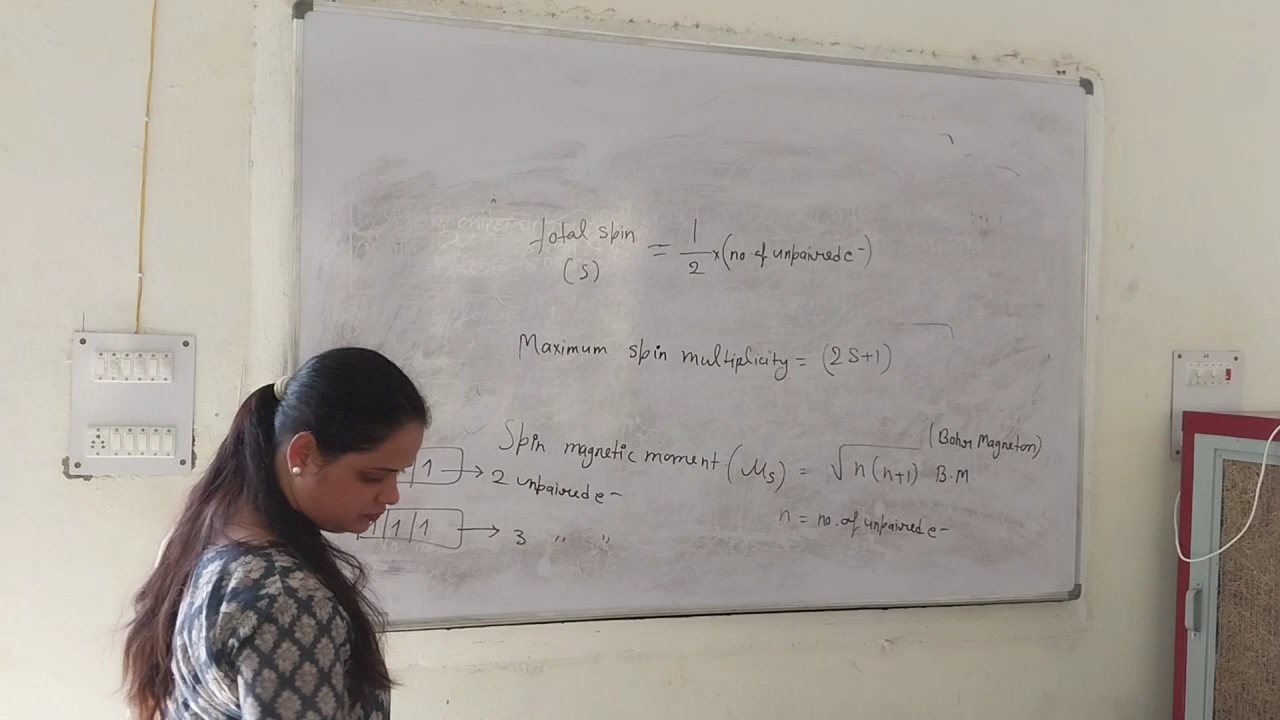 Total spin
(S)
= 1/2 × (no. of unpaired e⁻)
Maximum spin multiplicity = (2S+1)
Spin magnetic moment (μs) = √n(n+1) B.M
(Bohr Magneton)
1 → 2 unpaired e⁻
n = no. of unpaired e⁻
1 1 1 → 3 " "